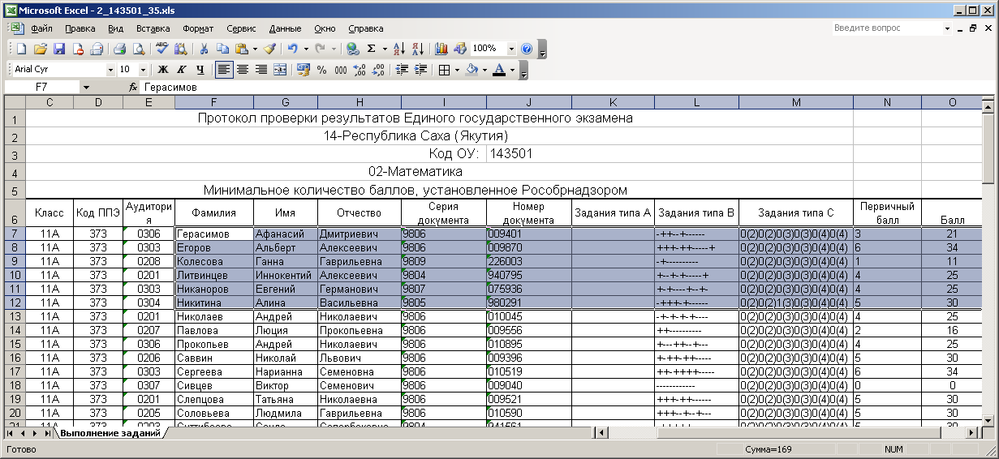 Microsoft Excel - 2_143501_35.xls
Файл Правка Вид Вставка Формат Сервис Данные Окно Справка Введите вопрос
100%
Arial Cyr 10 Ж К Ч % 000
F7 fx Герасимов
C D E F G H I J K L M N O
1 Протокол проверки результатов Единого государственного экзамена
2 14-Республика Саха (Якутия)
3 Код ОУ: 143501
4 02-Математика
5 Минимальное количество баллов, установленное Рособрнадзором
6 Класс Код ППЭ Аудитория Фамилия Имя Отчество Серия документа Номер документа Задания типа А Задания типа В Задания типа С Первичный балл Балл
7 11А 373 0306 Герасимов Афанасий Дмитриевич 9806 009401 -++--+------ 0(2)0(2)0(3)0(3)0(4)0(4) 3 21
8 11А 373 0303 Егоров Альберт Алексеевич 9806 009870 +++-++-----+ 0(2)0(2)0(3)0(3)0(4)0(4) 6 34
9 11А 373 0208 Колесова Ганна Гаврильевна 9809 226003 -+---------- 0(2)0(2)0(3)0(3)0(4)0(4) 1 11
10 11А 373 0201 Литвинцев Иннокентий Алексеевич 9804 940795 +--+-+-----+ 0(2)0(2)0(3)0(3)0(4)0(4) 4 25
11 11А 373 0303 Никаноров Евгений Германович 9807 075936 +-+----+--+- 0(2)0(2)0(3)0(3)0(4)0(4) 4 25
12 11А 373 0304 Никитина Алина Васильевна 9805 980291 -+++-+------ 0(2)0(2)1(3)0(3)0(4)0(4) 5 30
13 11А 373 0201 Николаев Андрей Николаевич 9806 010045 -+-+-+-+---- 0(2)0(2)0(3)0(3)0(4)0(4) 4 25
14 11А 373 0207 Павлова Люция Прокопьевна 9806 009556 ++---------- 0(2)0(2)0(3)0(3)0(4)0(4) 2 16
15 11А 373 0306 Прокопьев Андрей Николаевич 9806 010895 +---++--+--- 0(2)0(2)0(3)0(3)0(4)0(4) 4 25
16 11А 373 0206 Саввин Николай Львович 9806 009396 +-++-++----- 0(2)0(2)0(3)0(3)0(4)0(4) 5 30
17 11А 373 0303 Сергеева Нарианна Семеновна 9806 010519 ++-++++----- 0(2)0(2)0(3)0(3)0(4)0(4) 6 34
18 11А 373 0307 Сивцев Виктор Семенович 9806 009040 ------------ 0(2)0(2)0(3)0(3)0(4)0(4) 0 0
19 11А 373 0201 Слепцова Татьяна Николаевна 9806 009521 +++-++------ 0(2)0(2)0(3)0(3)0(4)0(4) 5 30
20 11А 373 0205 Соловьева Людмила Гаврильевна 9806 010590 +++--+--+--- 0(2)0(2)0(3)0(3)0(4)0(4) 5 30
Выполнение заданий
Готово Сумма=169 NUM